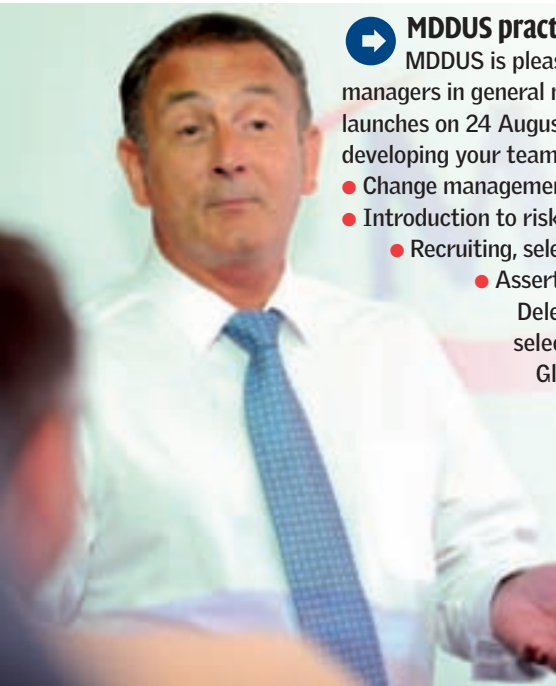 MDDUS pract
MDDUS is pleas
managers in general
launches on 24 Augus
developing your team
● Change managemen
● Introduction to risk
● Recruiting, sele
● Assert
Dele
selec
Gl